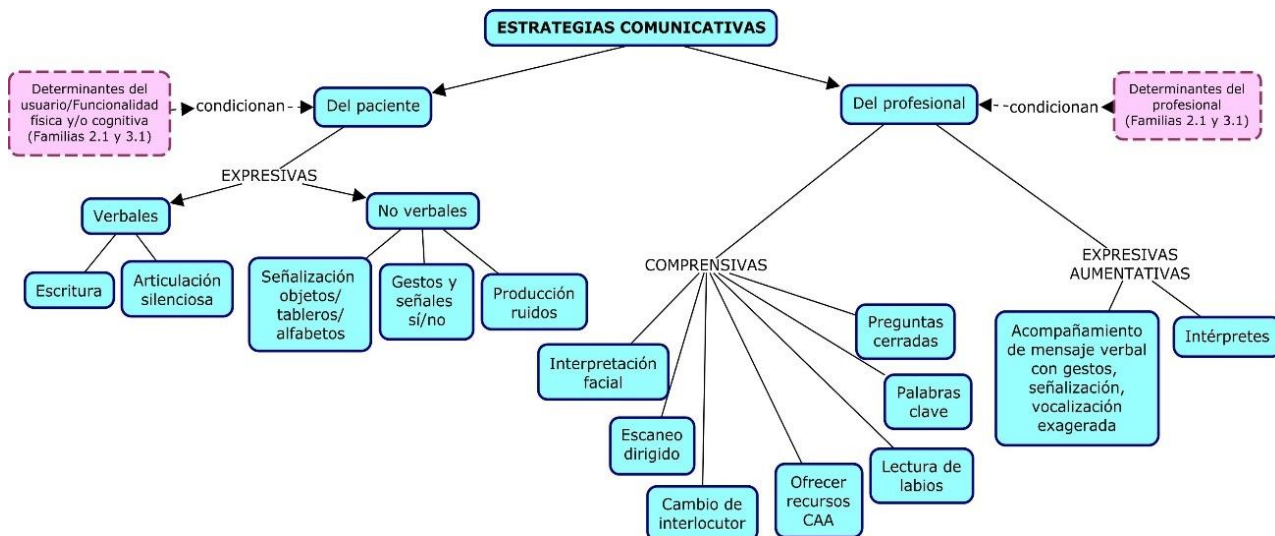 ESTRATEGIAS COMUNICATIVAS
Determinantes del
usuario/Funcionalidad
física y/o cognitiva
(Familias 2.1 y 3.1)
condicionan
Del paciente
Del profesional
condicionan
Determinantes del
profesional
(Familias 2.1 y 3.1)
EXPRESIVAS
Verbales
No verbales
Escritura
Articulación
silenciosa
Señalización
objetos/
tableros/
alfabetos
Gestos y
señales
sí/no
Producción
ruidos
COMPRENSIVAS
Interpretación
facial
Escaneo
dirigido
Cambio de
interlocutor
Ofrecer
recursos
CAA
Lectura de
labios
Palabras
clave
Preguntas
cerradas
EXPRESIVAS
AUMENTATIVAS
Acompañamiento
de mensaje verbal
con gestos,
señalización,
vocalización
exagerada
Intérpretes